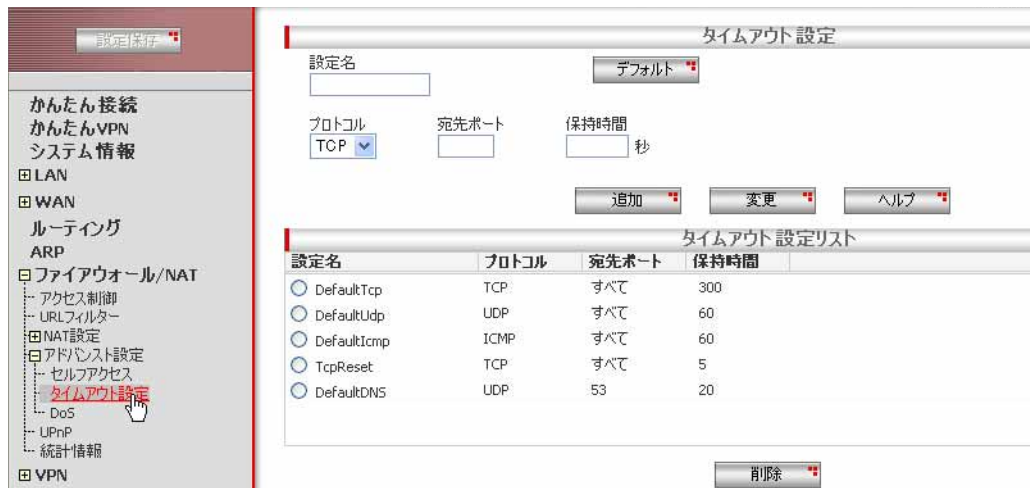 設定保存
かんたん接続
かんたんVPN
システム情報
LAN
WAN
ルーティング
ARP
ファイアウォール/NAT
アクセス制御
URLフィルター
NAT設定
アドバンスト設定
セルフアクセス
タイムアウト設定
DoS
UPnP
統計情報
VPN
タイムアウト設定
設定名
デフォルト
プロトコル 宛先ポート 保持時間
TCP 秒
追加 変更 ヘルプ
タイムアウト設定リスト
設定名 プロトコル 宛先ポート 保持時間
DefaultTcp TCP すべて 300
DefaultUdp UDP すべて 60
DefaultIcmp ICMP すべて 60
TcpReset TCP すべて 5
DefaultDNS UDP 53 20
削除